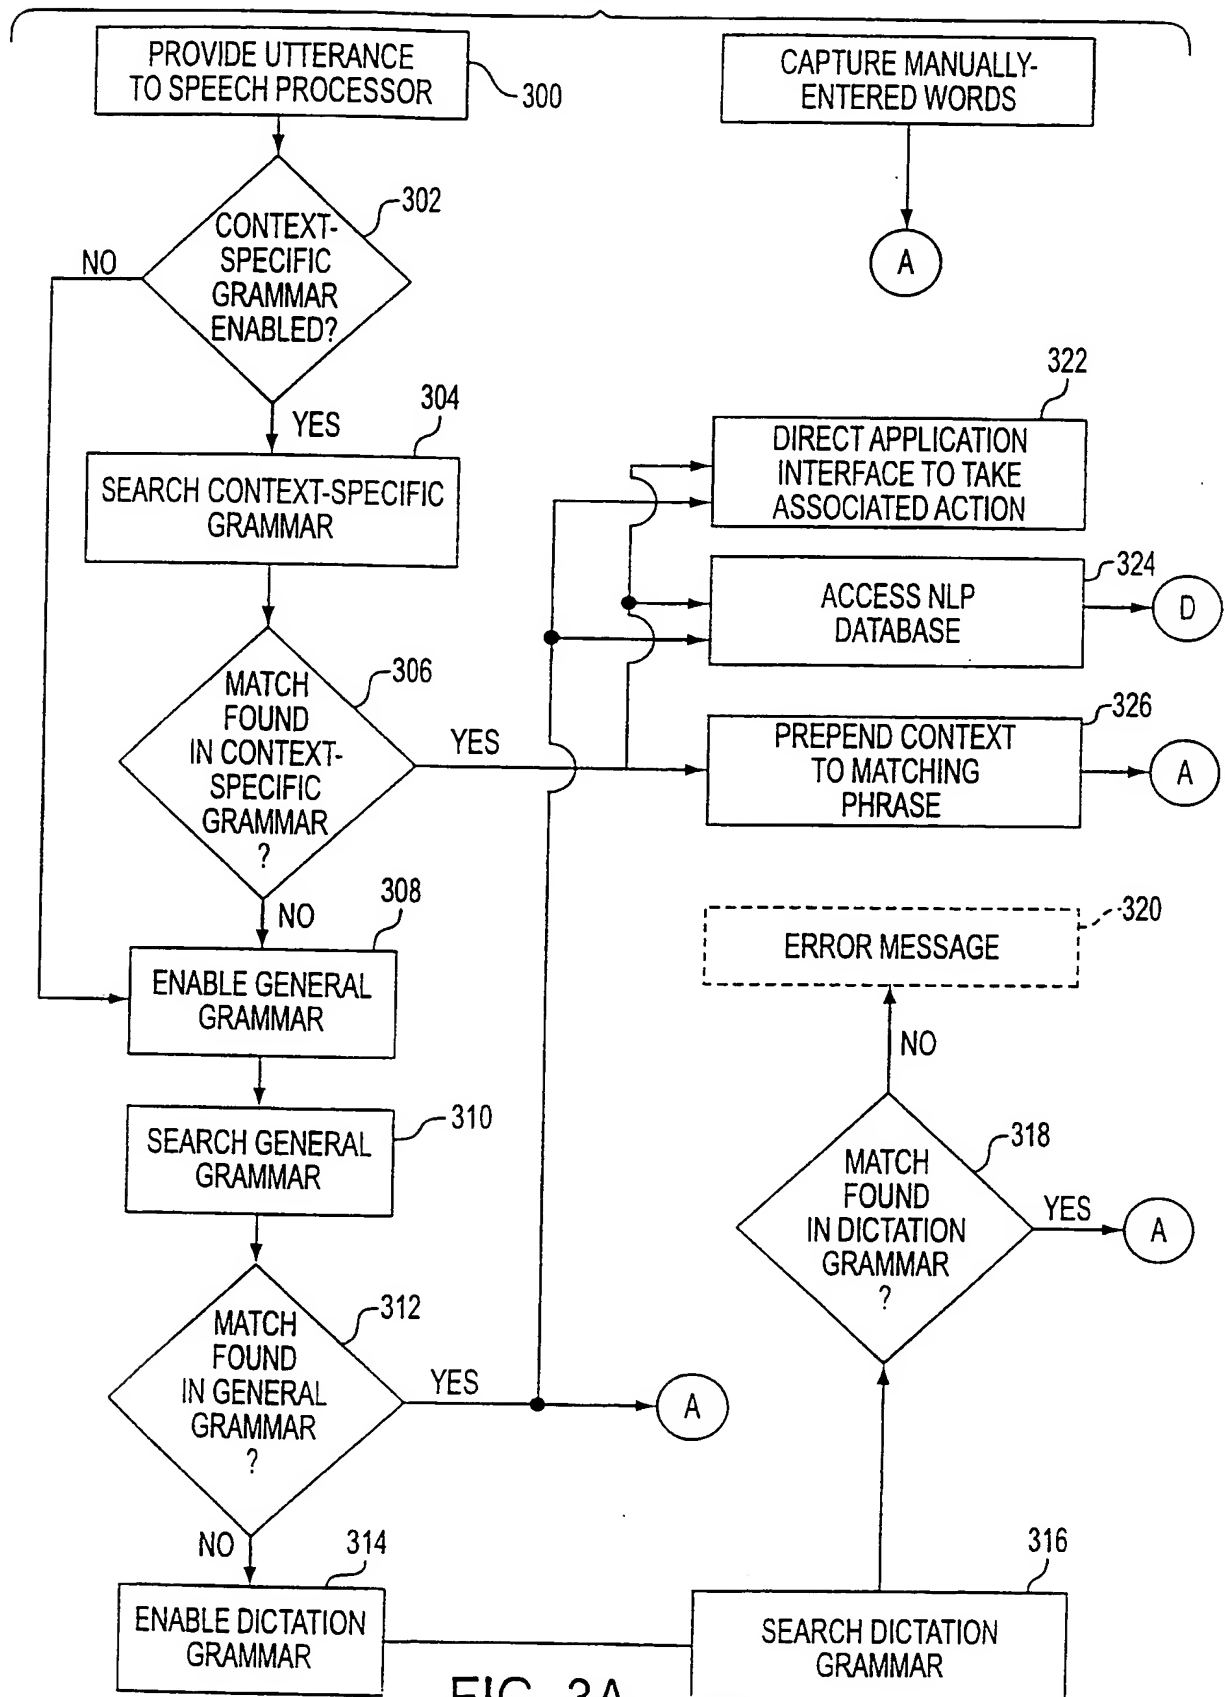 PROVIDE UTTERANCE
TO SPEECH PROCESSOR
300
CAPTURE MANUALLY-
ENTERED WORDS
A
302
CONTEXT-
SPECIFIC
GRAMMAR
ENABLED?
NO
YES
304
SEARCH CONTEXT-SPECIFIC
GRAMMAR
322
DIRECT APPLICATION
INTERFACE TO TAKE
ASSOCIATED ACTION
324
ACCESS NLP
DATABASE
D
306
MATCH
FOUND
IN CONTEXT-
SPECIFIC
GRAMMAR
?
YES
326
PREPEND CONTEXT
TO MATCHING
PHRASE
A
NO
308
ENABLE GENERAL
GRAMMAR
320
ERROR MESSAGE
NO
310
SEARCH GENERAL
GRAMMAR
318
MATCH
FOUND
IN DICTATION
GRAMMAR
?
YES
A
312
MATCH
FOUND
IN GENERAL
GRAMMAR
?
YES
A
NO
314
ENABLE DICTATION
GRAMMAR
316
SEARCH DICTATION
GRAMMAR
FIG. 3A